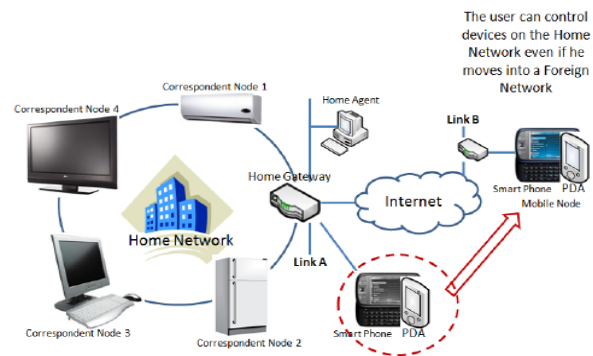 The user can control
devices on the Home
Network even if he
moves into a Foreign
Network
Correspondent Node 1
Correspondent Node 4
Home Agent
Link B
Home Gateway
Internet
Smart Phone
PDA
Mobile Node
Home Network
Link A
Correspondent Node 3
Correspondent Node 2
Smart Phone
PDA